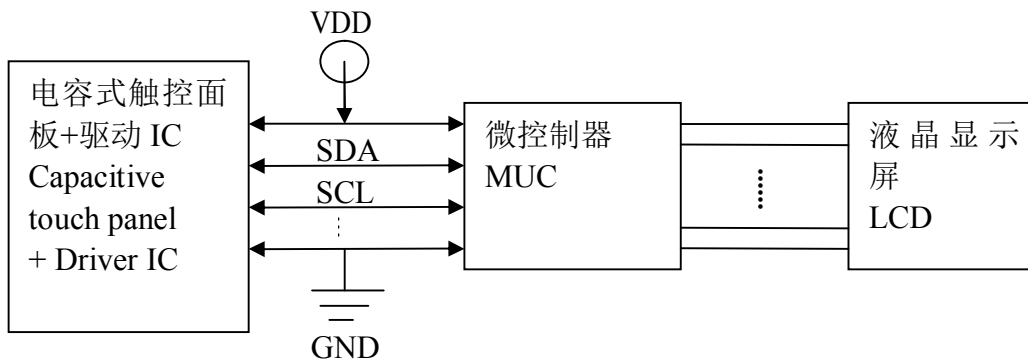 VDD
电容式触控面
板+驱动 IC
Capacitive
touch panel
+ Driver IC
SDA
SCL
GND
微控制器
MUC
液晶显示
屏
LCD